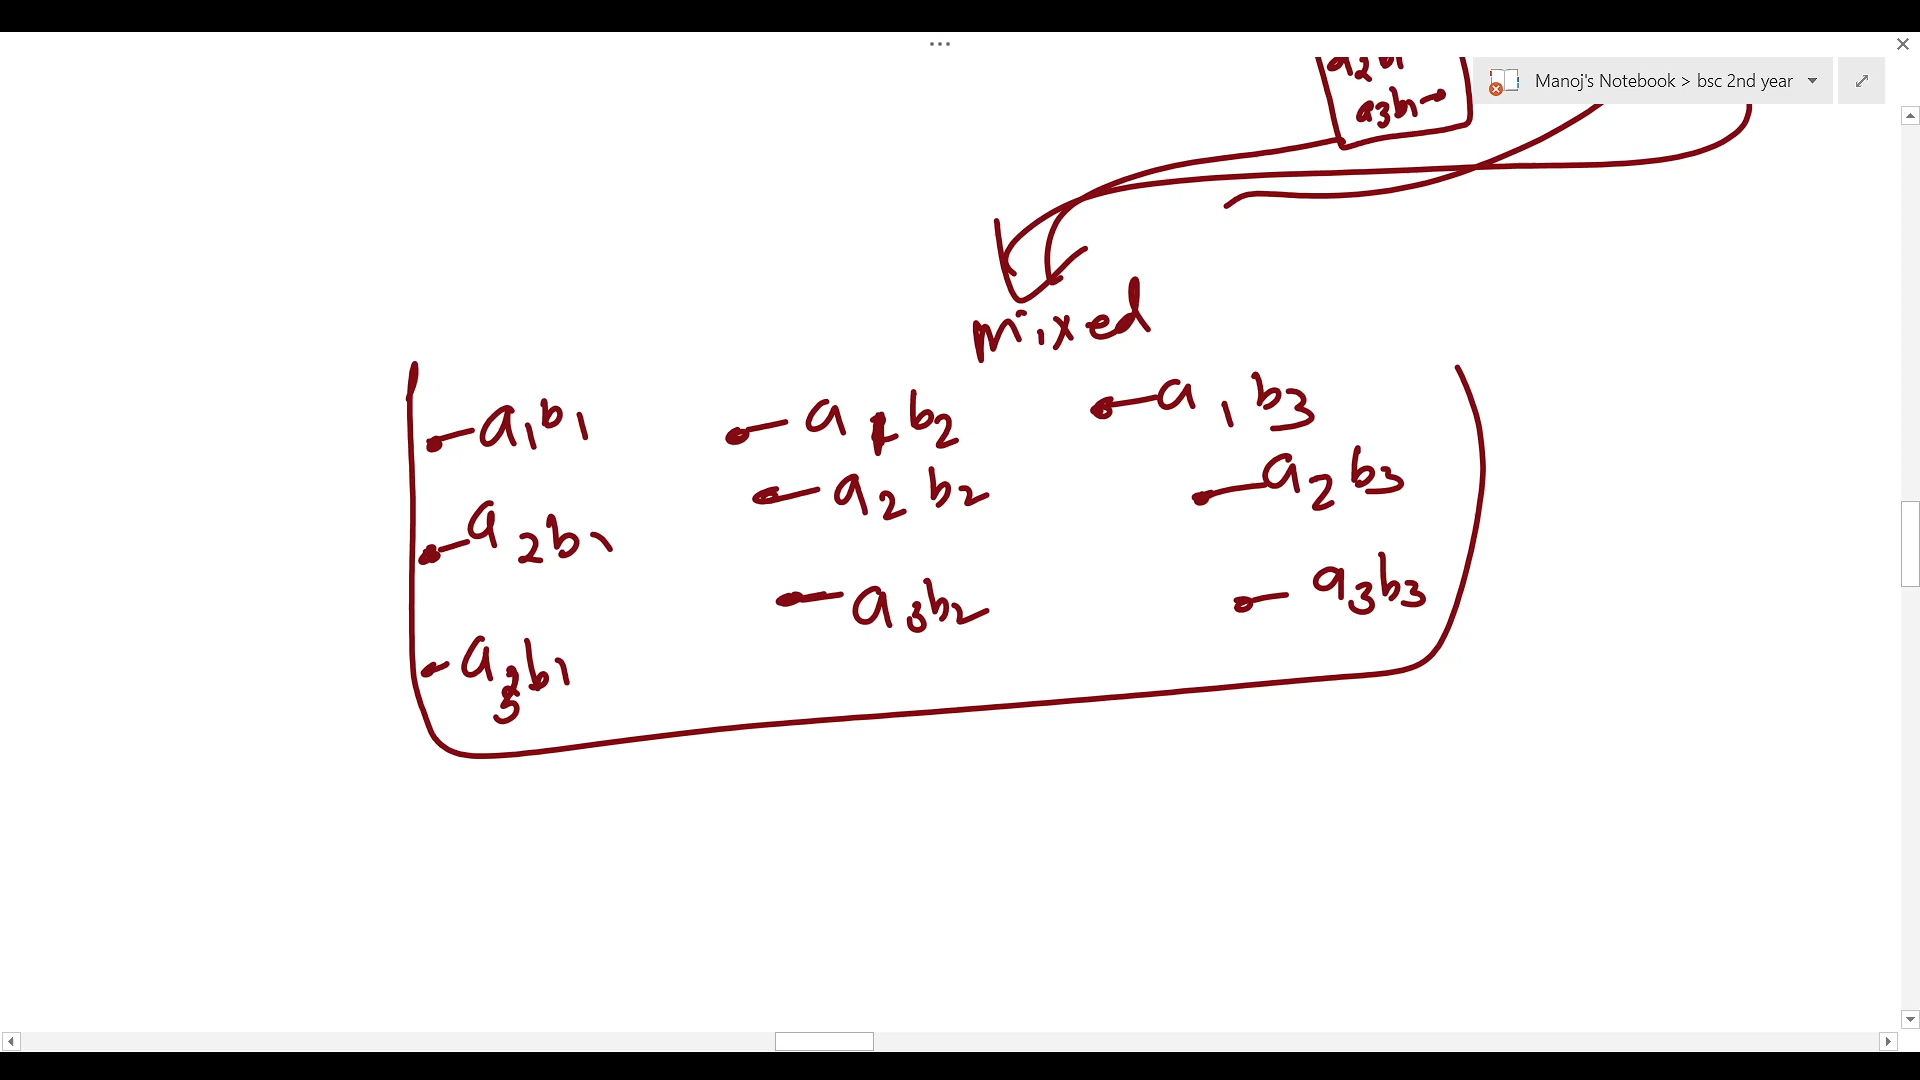 ...
Manoj's Notebook > bsc 2nd year
a3b1
mixed
a1b1 a1b2 a1b3
a2b1 a2b2 a2b3
a3b1 a3b2 a3b3